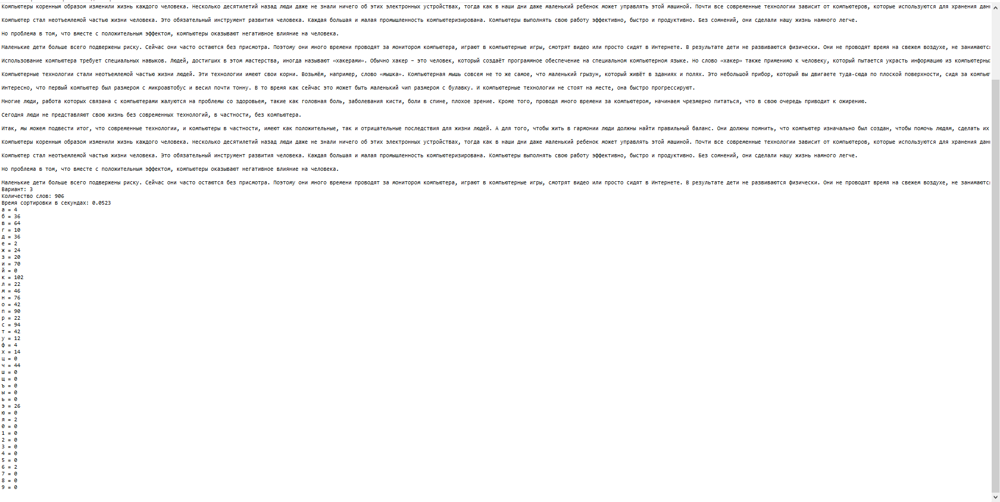 Компьютеры коренным образом изменили жизнь каждого человека. Несколько десятилетий назад люди даже не знали ничего об этих электронных устройствах, тогда как в наши дни даже маленький ребенок может управлять этой машиной. Почти все современные технологии зависит от компьютеров, которые используются для хранения дан
Компьютер стал неотъемлемой частью жизни человека. Это обязательный инструмент развития человека. Каждая большая и малая промышленность компьютеризирована. Компьютеры выполнять свою работу эффективно, быстро и продуктивно. Без сомнений, они сделали нашу жизнь намного легче.
Но проблема в том, что вместе с положительным эффектом, компьютеры оказывают негативное влияние на человека.
Маленькие дети больше всего подвержены риску. Сейчас они часто остаются без присмотра. Поэтому они много времени проводят за монитором компьютера, играют в компьютерные игры, смотрят видео или просто сидят в Интернете. В результате дети не развиваются физически. Они не проводят время на свежем воздухе, не занимаются
Использование компьютера требует специальных навыков. Людей, достигших в этом мастерства, иногда называют «хакерами». Обычно хакер – это человек, который создаёт программное обеспечение на специальном компьютерном языке. Но слово «хакер» также применимо к человеку, который пытается украсть информацию из компьютерны
Компьютерные технологии стали неотъемлемой частью жизни людей. Эти технологии имеют свои корни. Возьмём, например, слово «мышка». Компьютерная мышь совсем не то же самое, что маленький грызун, который живёт в зданиях и полях. Это небольшой прибор, который вы двигаете туда-сюда по плоской поверхности, сидя за компью
Интересно, что первый компьютер был размером с микроавтобус и весил почти тонну. В то время как сейчас это может быть маленький чип размером с булавку. И компьютерные технологии не стоят на месте, она быстро прогрессируют.
Многие люди, работа которых связана с компьютерами жалуются на проблемы со здоровьем, такие как головная боль, заболевания кисти, боли в спине, плохое зрение. Кроме того, проводя много времени за компьютером, начинаем чрезмерно питаться, что в свою очередь приводит к ожирению.
Сегодня люди не представляют свою жизнь без современных технологий, в частности, без компьютера.
Итак, мы можем подвести итог, что современные технологии, и компьютеры в частности, имеют как положительные, так и отрицательные последствия для жизни людей. А для того, чтобы жить в гармонии люди должны найти правильный баланс. Они должны помнить, что компьютер изначально был создан, чтобы помочь людям, сделать их
Компьютеры коренным образом изменили жизнь каждого человека. Несколько десятилетий назад люди даже не знали ничего об этих электронных устройствах, тогда как в наши дни даже маленький ребенок может управлять этой машиной. Почти все современные технологии зависит от компьютеров, которые используются для хранения дан
Компьютер стал неотъемлемой частью жизни человека. Это обязательный инструмент развития человека. Каждая большая и малая промышленность компьютеризирована. Компьютеры выполнять свою работу эффективно, быстро и продуктивно. Без сомнений, они сделали нашу жизнь намного легче.
Но проблема в том, что вместе с положительным эффектом, компьютеры оказывают негативное влияние на человека.
Маленькие дети больше всего подвержены риску. Сейчас они часто остаются без присмотра. Поэтому они много времени проводят за монитором компьютера, играют в компьютерные игры, смотрят видео или просто сидят в Интернете. В результате дети не развиваются физически. Они не проводят время на свежем воздухе, не занимаются
Вариант: 3
Количество слов: 906
Время сортировки в секундах: 0.0523
а = 4
б = 36
в = 64
г = 10
д = 36
е = 2
ж = 24
з = 20
и = 70
й = 0
к = 102
л = 22
м = 46
н = 76
о = 42
п = 90
р = 22
с = 94
т = 42
у = 12
ф = 4
х = 14
ц = 0
ч = 44
ш = 0
щ = 0
ъ = 0
ы = 0
ь = 0
э = 26
ю = 0
я = 2
0 = 0
1 = 0
2 = 0
3 = 0
4 = 0
5 = 0
6 = 2
7 = 0
8 = 0
9 = 0